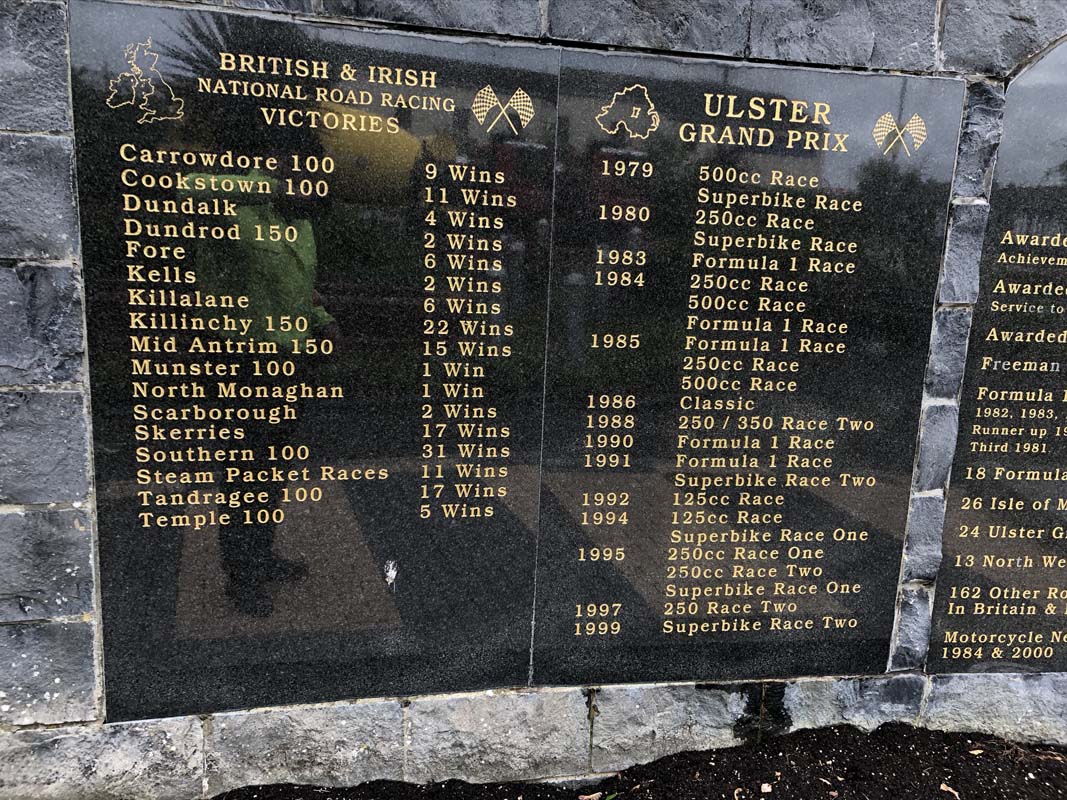 BRITISH & IRISH
NATIONAL ROAD RACING
VICTORIES
Carrowdore 100 9 Wins
Cookstown 100 11 Wins
Dundalk 4 Wins
Dundrod 150 2 Wins
Fore 6 Wins
Kells 2 Wins
Killalane 6 Wins
Killinchy 150 22 Wins
Mid Antrim 150 15 Wins
Munster 100 1 Win
North Monaghan 1 Win
Scarborough 2 Wins
Skerries 17 Wins
Southern 100 31 Wins
Steam Packet Races 11 Wins
Tandragee 100 17 Wins
Temple 100 5 Wins
17
ULSTER
GRAND PRIX
1979 500cc Race
Superbike Race
1980 250cc Race
Superbike Race
1983 Formula 1 Race
1984 250cc Race
500cc Race
Formula 1 Race
1985 Formula 1 Race
250cc Race
500cc Race
1986 Classic
1988 250 / 350 Race Two
1990 Formula 1 Race
1991 Formula 1 Race
Superbike Race Two
1992 125cc Race
1994 125cc Race
Superbike Race One
1995 250cc Race One
250cc Race Two
Superbike Race One
1997 250 Race Two
1999 Superbike Race Two
Awarde
Achievem
Awarded
Service to
Awarded
Freeman
Formula
1982, 1983,
Runner up 19
Third 1981.
18 Formula
26 Isle of M
24 Ulster G
13 North We
162 Other Ro
In Britain &
Motorcycle Ne
1984 & 2000